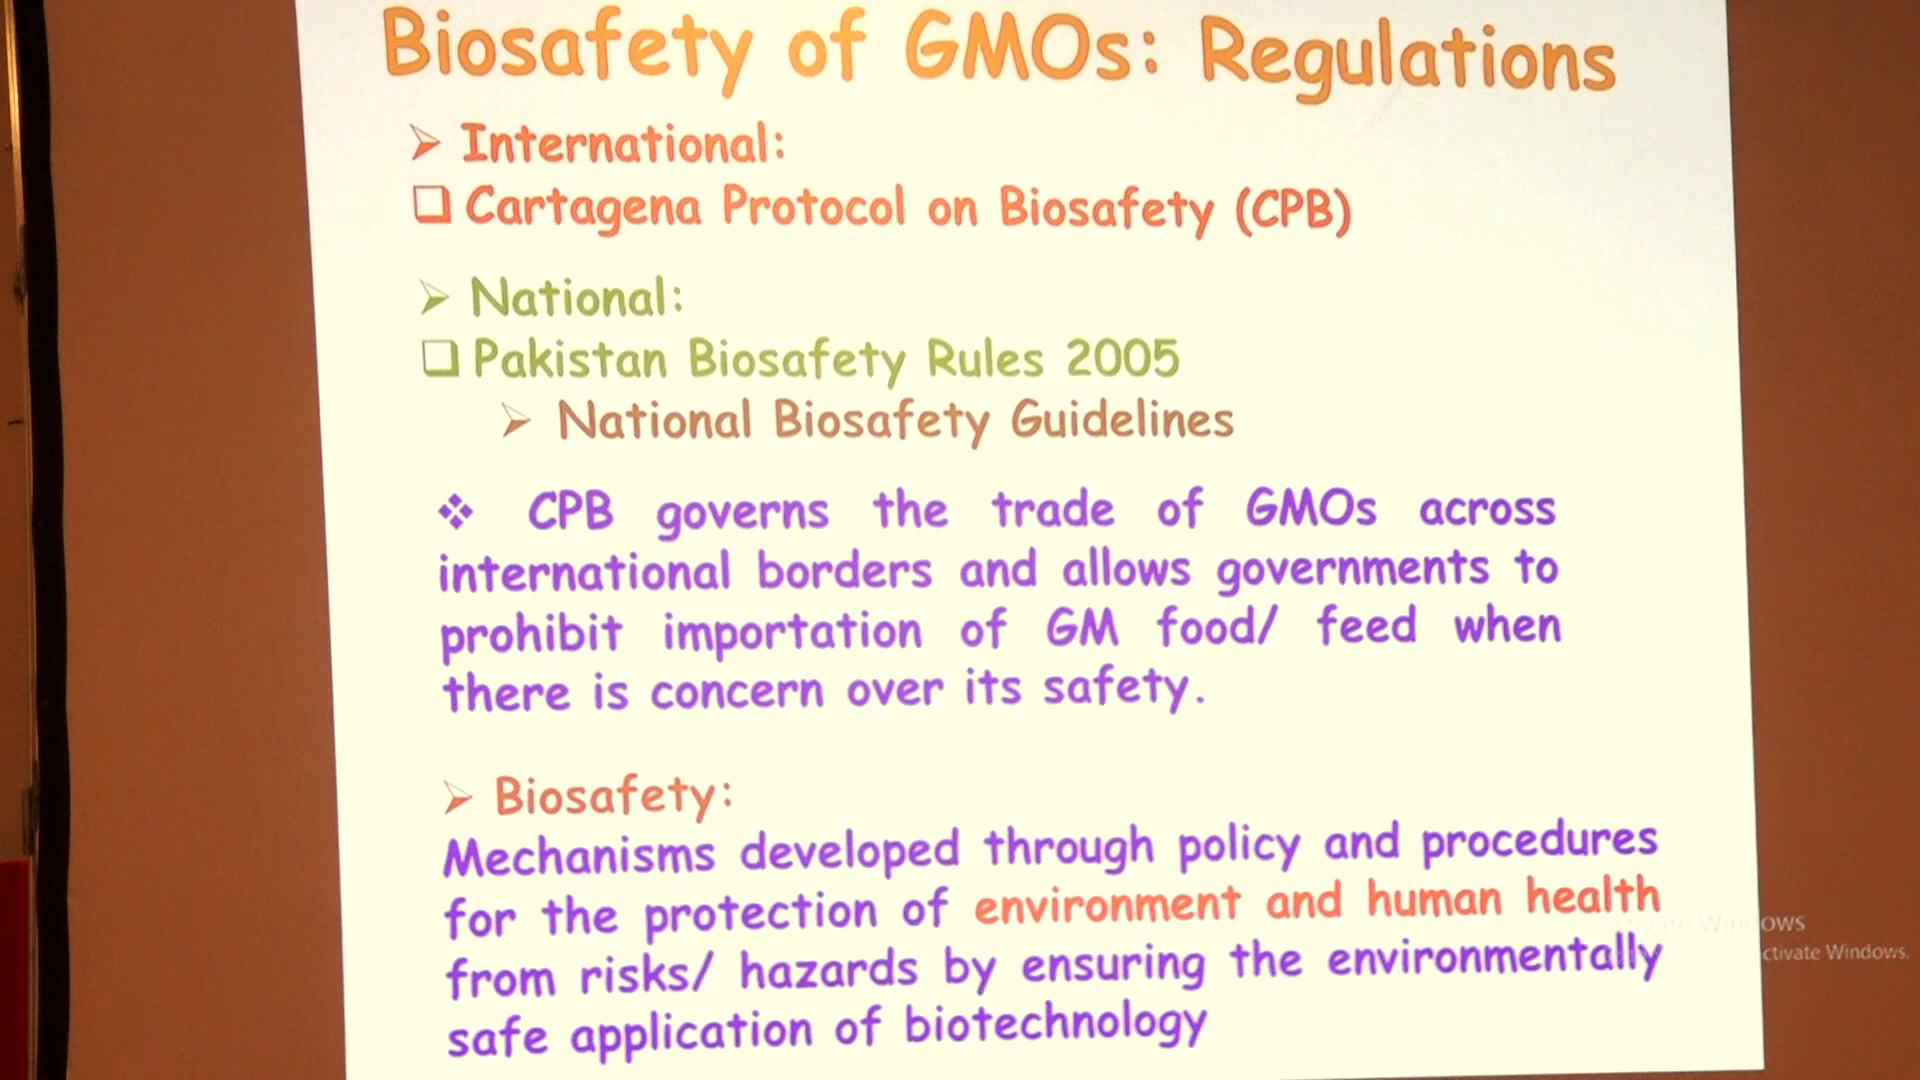 Biosafety of GMOs: Regulations
International:
Cartagena Protocol on Biosafety (CPB)
National:
Pakistan Biosafety Rules 2005
National Biosafety Guidelines
CPB governs the trade of GMOs across
international borders and allows governments to
prohibit importation of GM food/ feed when
there is concern over its safety.
Biosafety:
Mechanisms developed through policy and procedures
for the protection of environment and human health
from risks/ hazards by ensuring the environmentally
safe application of biotechnology
Windows
ctivate Windows.